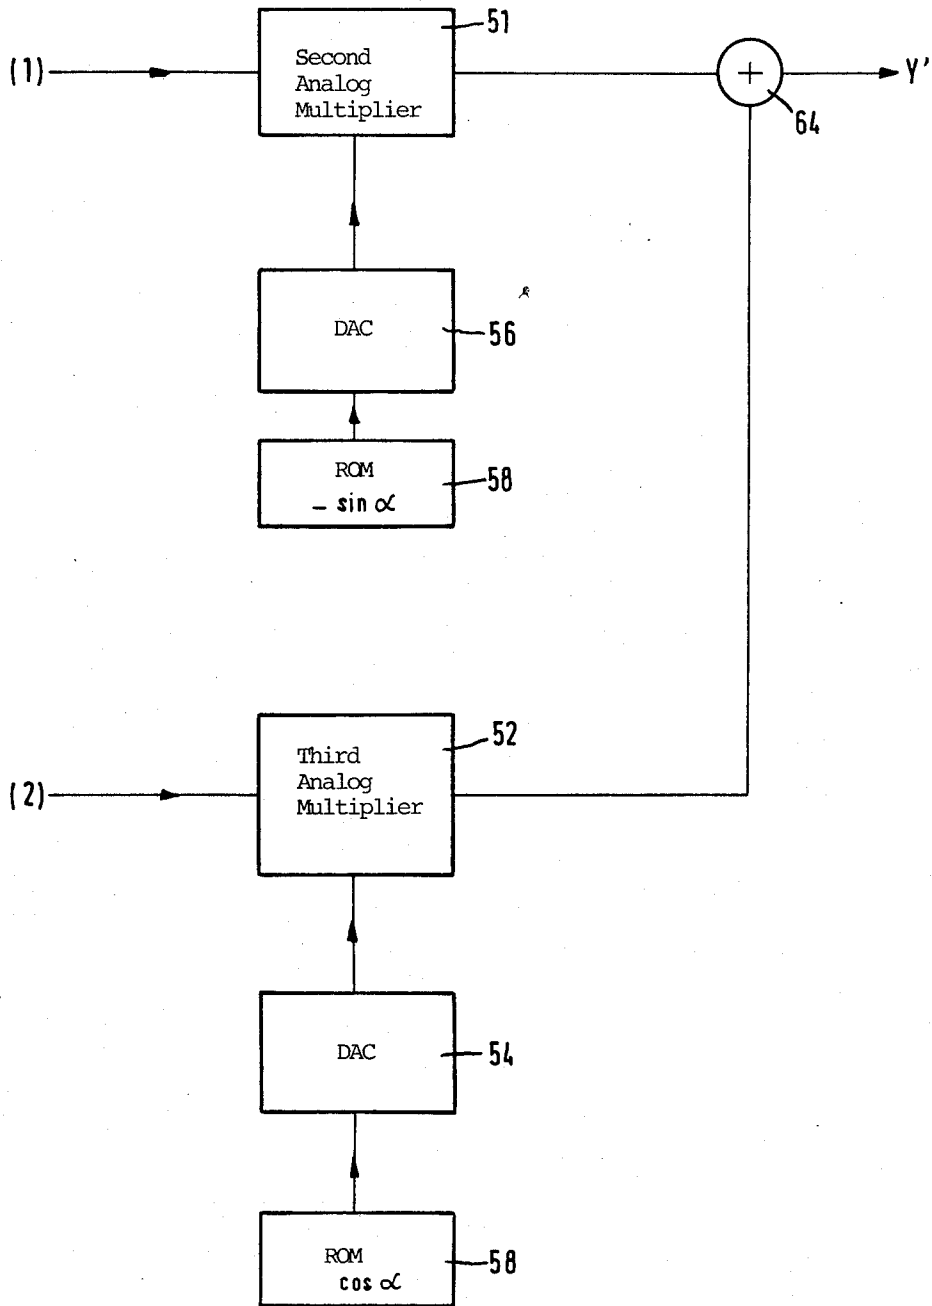 51
(1)
Second
Analog
Multiplier
+
Y'
64
DAC
56
ROM
- sin α
58
52
(2)
Third
Analog
Multiplier
DAC
54
ROM
cos α
58